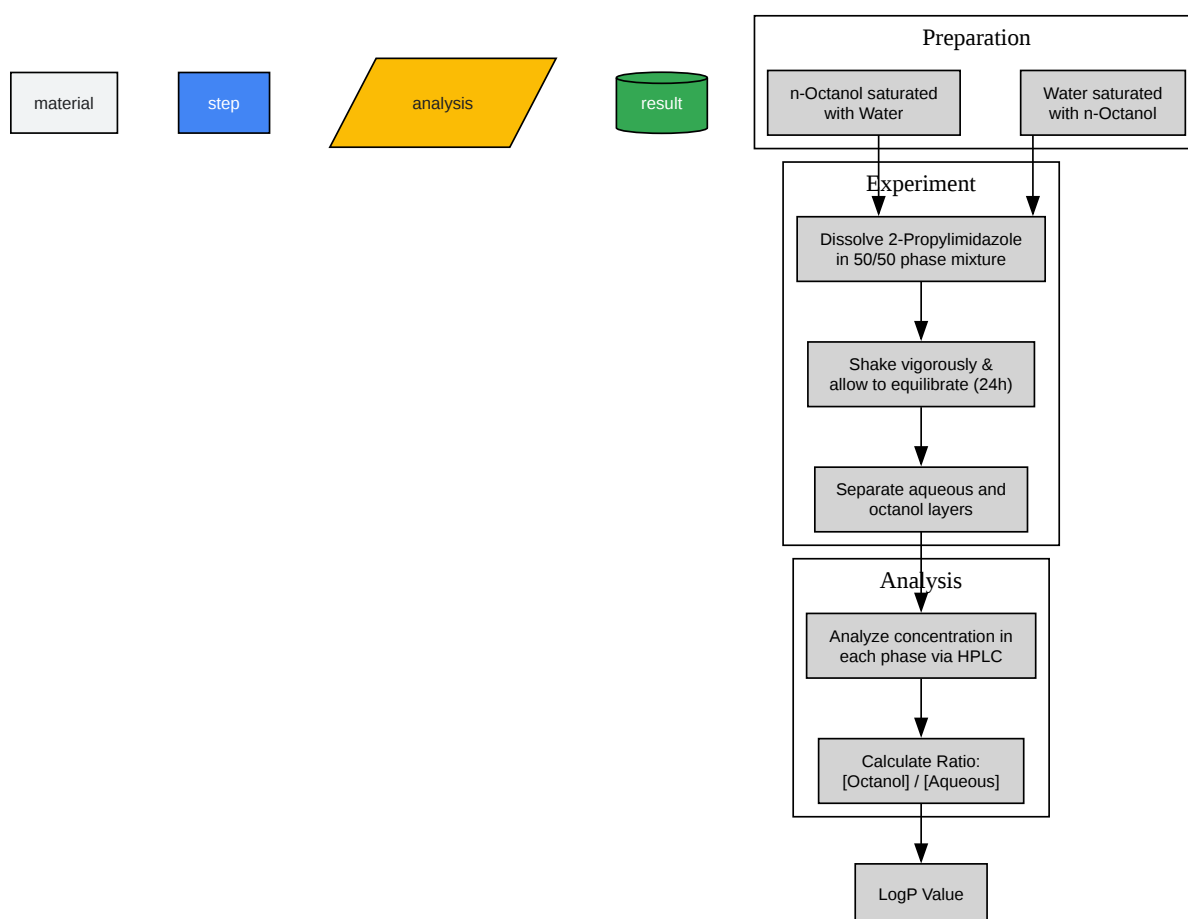 material
step
analysis
result
Preparation
n-Octanol saturated
with Water
Water saturated
with n-Octanol
Experiment
Dissolve 2-Propylimidazole
in 50/50 phase mixture
Shake vigorously &
allow to equilibrate (24h)
Separate aqueous and
octanol layers
Analysis
Analyze concentration in
each phase via HPLC
Calculate Ratio:
[Octanol] / [Aqueous]
LogP Value